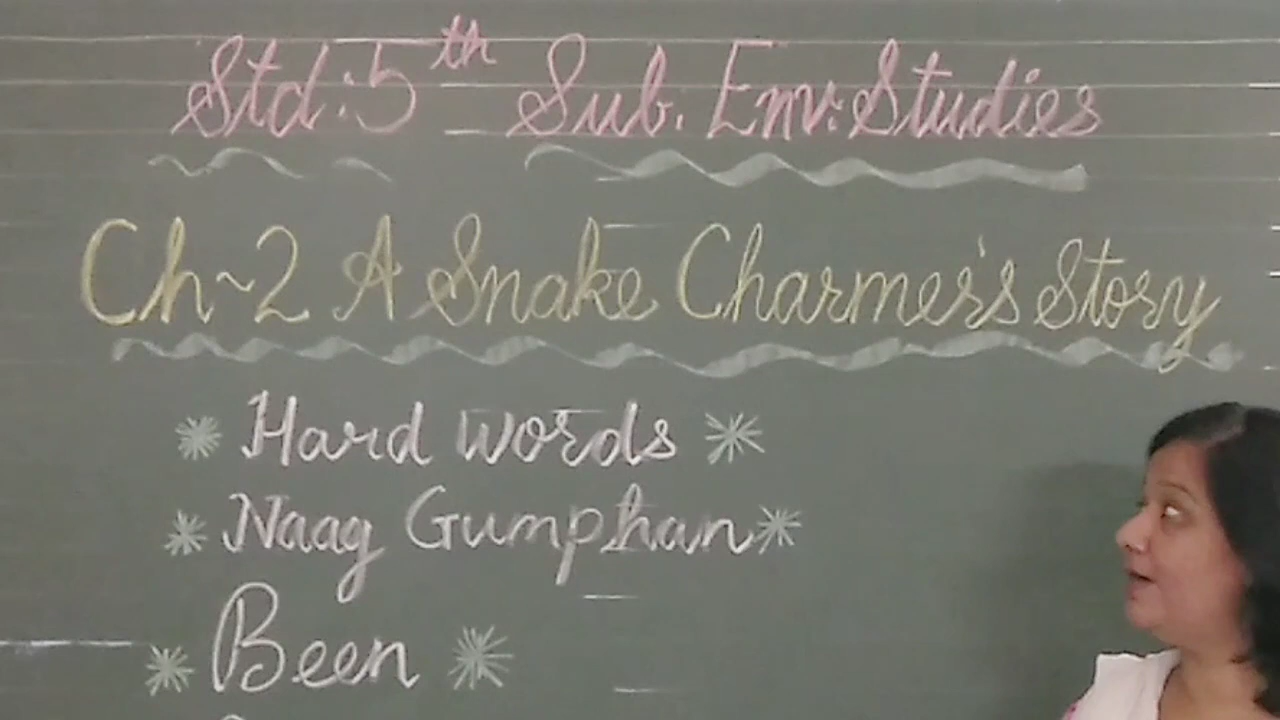 Std:5th Sub. Env: Studies
Ch~2 A Snake Charmer's Story
* Hard words *
* Naag Gumphan *
* Been *